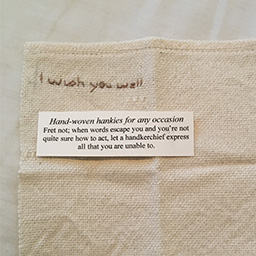 I wish you well
Hand-woven hankies for any occasion
Fret not; when words escape you and you're not
quite sure how to act, let a handkerchief express
all that you are unable to.